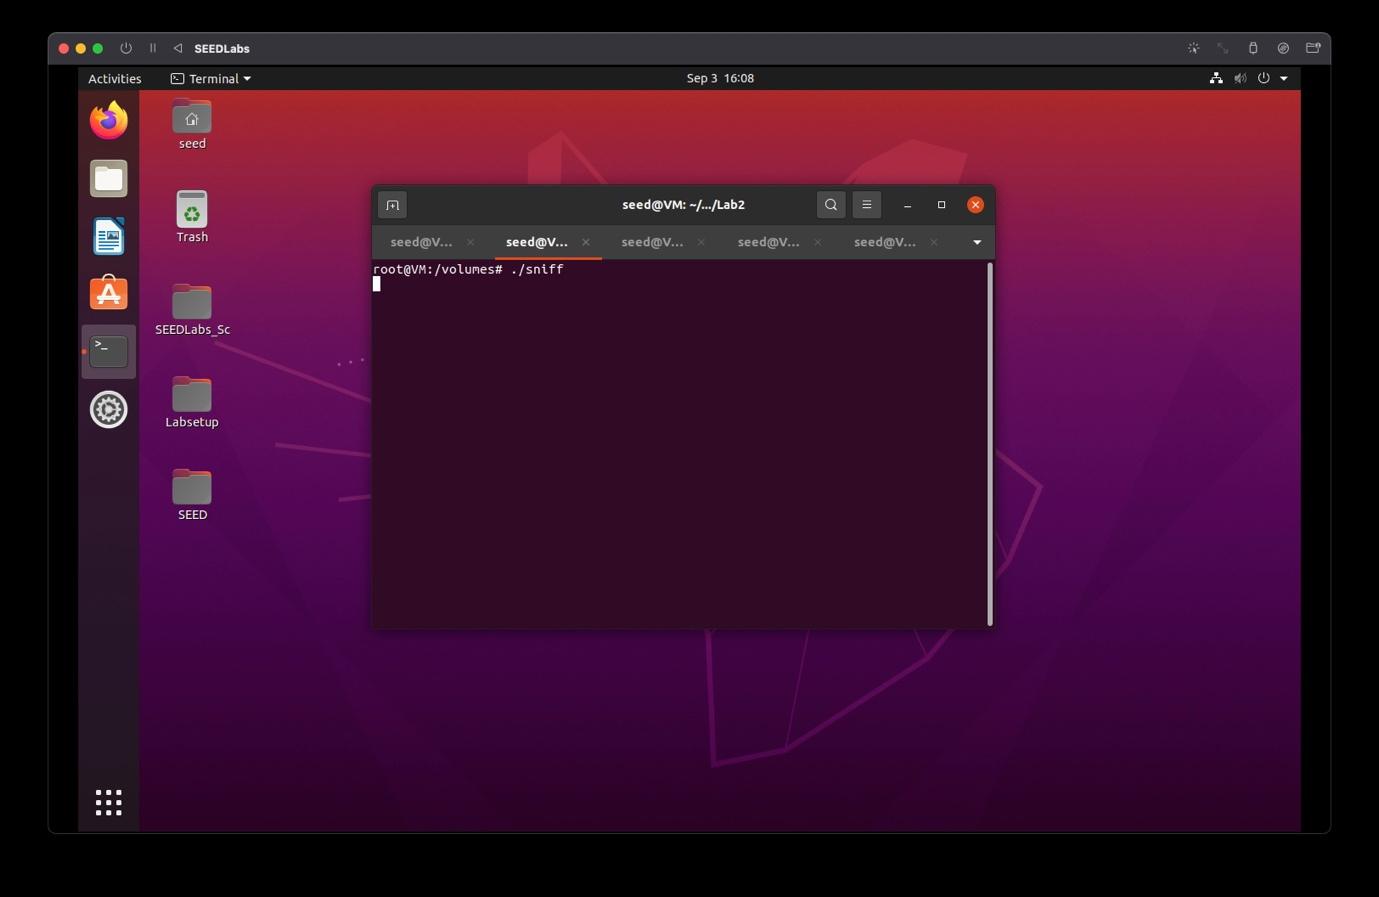 SEEDLabs
Activities
Terminal
Sep 3 16:08
seed
Trash
SEEDLabs_Sc
Labsetup
SEED
seed@VM: ~/.../Lab2
seed@V...
seed@V...
seed@V...
seed@V...
seed@V...
root@VM:/volumes# ./sniff